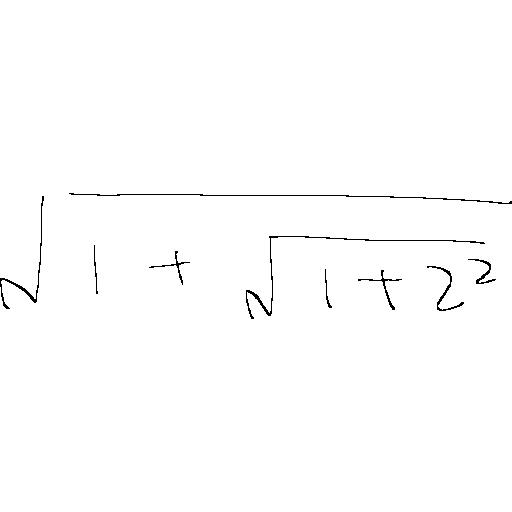 √(1 + √(1 + 2²))